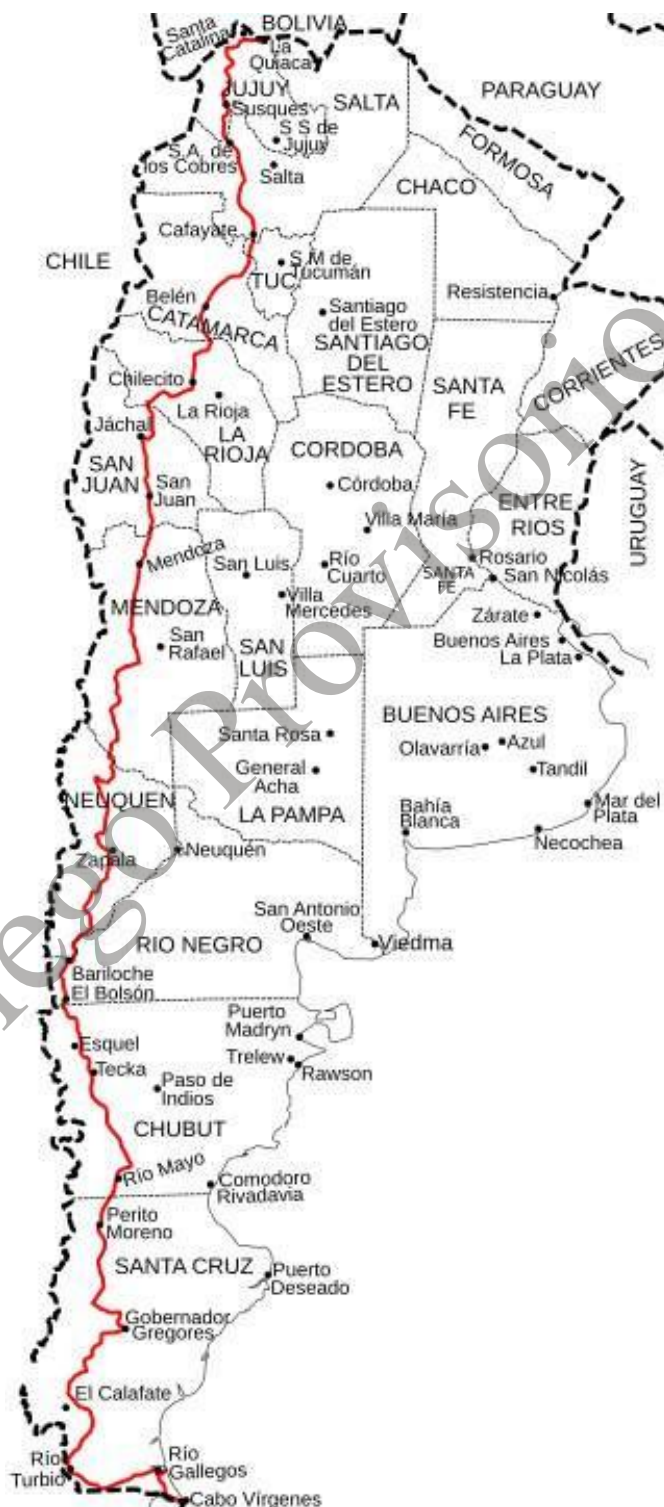 BOLIVIA
Santa
Catalina
La
Quiaca
JUJUY
Susques
SALTA
PARAGUAY
S S de
Jujuy
S.A. de
los Cobres
Salta
FORMOSA
CHACO
Cafayate
CHILE
S M de
Tucumán
TUC.
Resistencia
Belén
CATAMARCA
Santiago
del Estero
SANTIAGO
DEL
ESTERO
CORRIENTES
Chilecito
La Rioja
SANTA
FE
Jáchal
LA
RIOJA
CORDOBA
SAN
JUAN
San
Juan
Córdoba
URUGUAY
ENTRE
RIOS
Villa María
Mendoza
San Luis
Río
Cuarto
SANTA
FE
Rosario
San Nicolás
MENDOZA
Villa
Mercedes
Zárate
San
Rafael
SAN
LUIS
Buenos Aires
La Plata
BUENOS AIRES
Santa Rosa
Olavarría
Azul
General
Acha
Tandil
NEUQUEN
LA PAMPA
Bahía
Blanca
Mar del
Plata
Necochea
Zapala
Neuquén
San Antonio
Oeste
RIO NEGRO
Viedma
Bariloche
El Bolsón
Puerto
Madryn
Esquel
Trelew
Rawson
Tecka
Paso de
Indios
CHUBUT
Río Mayo
Comodoro
Rivadavia
Perito
Moreno
SANTA CRUZ
Puerto
Deseado
Gobernador
Gregores
El Calafate
Río
Turbio
Río
Gallegos
Cabo Vírgenes
Provisorio